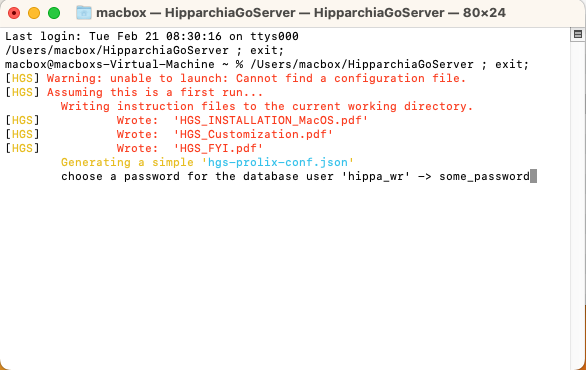 macbox — HipparchiaGoServer — HipparchiaGoServer — 80×24
Last login: Tue Feb 21 08:30:16 on ttys000
/Users/macbox/HipparchiaGoServer ; exit;
macbox@macboxs-Virtual-Machine ~ % /Users/macbox/HipparchiaGoServer ; exit;
[HGS] Warning: unable to launch: Cannot find a configuration file.
[HGS] Assuming this is a first run...
Writing instruction files to the current working directory.
[HGS] Wrote: 'HGS_INSTALLATION_MacOS.pdf'
[HGS] Wrote: 'HGS_Customization.pdf'
[HGS] Wrote: 'HGS_FYI.pdf'
Generating a simple 'hgs-prolix-conf.json'
choose a password for the database user 'hippa_wr' -> some_password